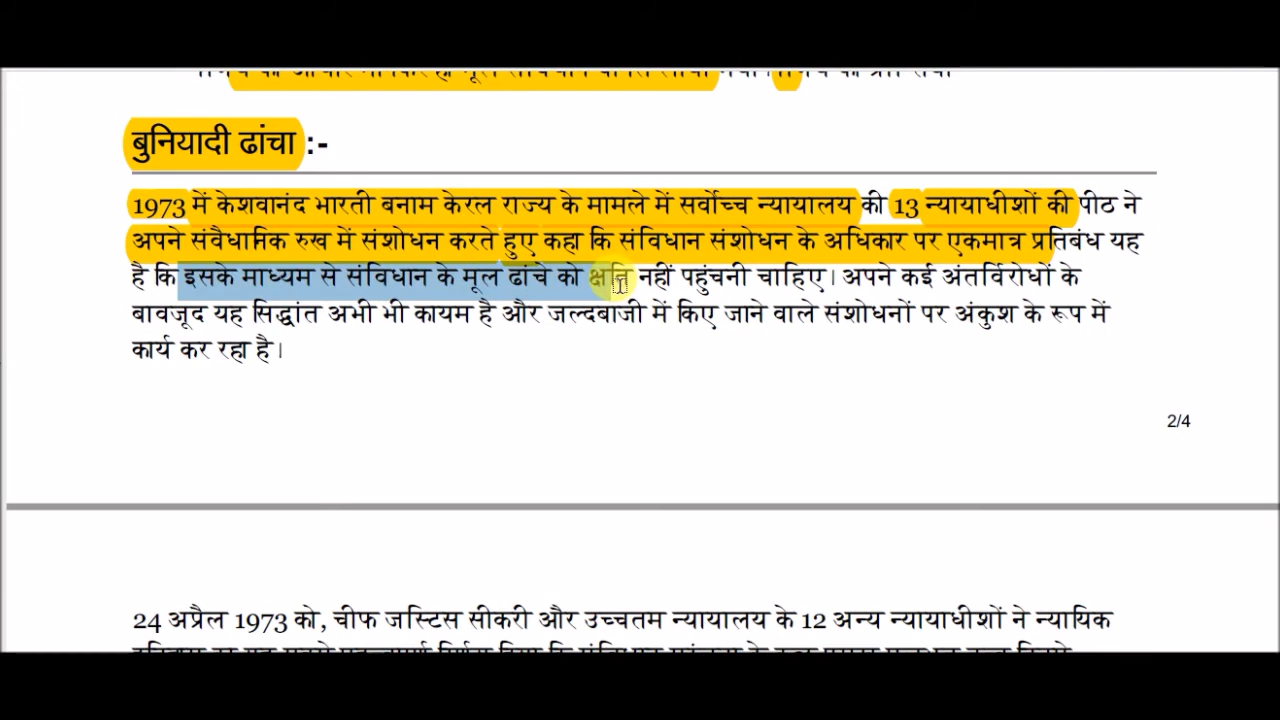 बुनियादी ढांचा :-
1973 में केशवानंद भारती बनाम केरल राज्य के मामले में सर्वोच्च न्यायालय की 13 न्यायाधीशों की पीठ ने
अपने संवैधानिक रुख में संशोधन करते हुए कहा कि संविधान संशोधन के अधिकार पर एकमात्र प्रतिबंध यह
है कि इसके माध्यम से संविधान के मूल ढांचे को क्षति नहीं पहुंचनी चाहिए। अपने कई अंतर्विरोधों के
बावजूद यह सिद्धांत अभी भी कायम है और जल्दबाजी में किए जाने वाले संशोधनों पर अंकुश के रूप में
कार्य कर रहा है।
2/4
24 अप्रैल 1973 को, चीफ जस्टिस सीकरी और उच्चतम न्यायालय के 12 अन्य न्यायाधीशों ने न्यायिक